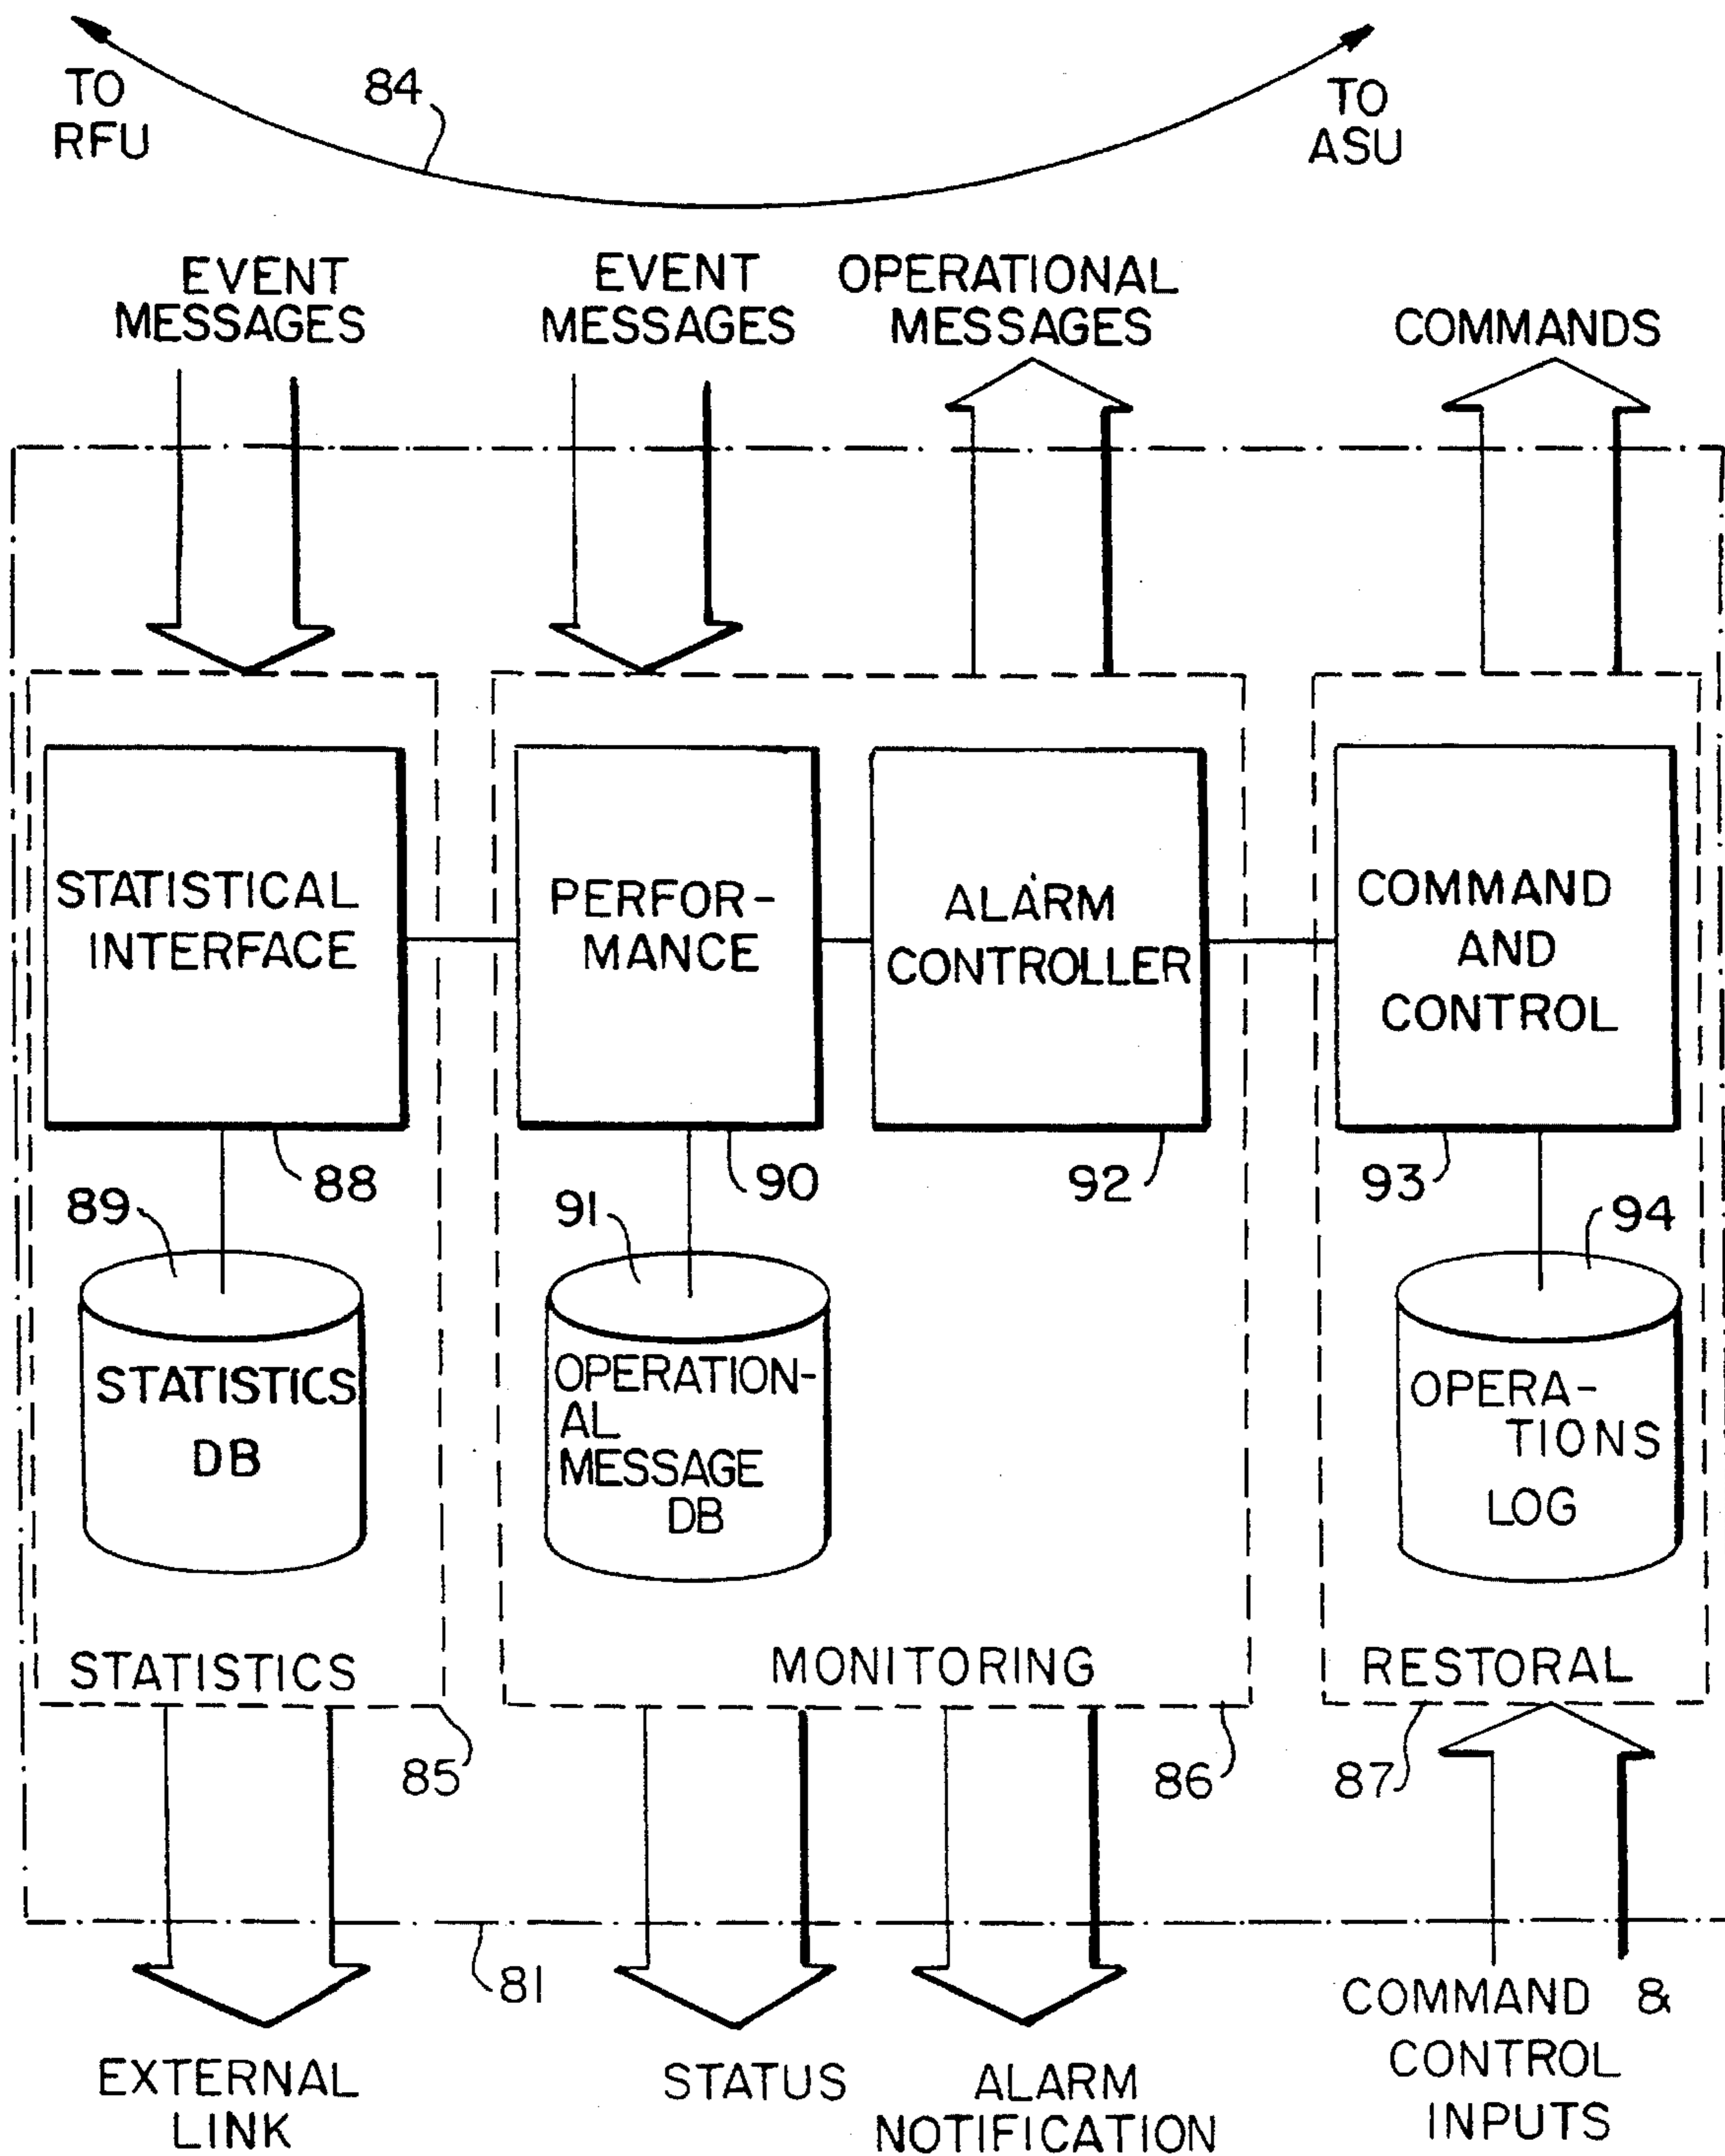 TO
RFU
84
TO
ASU
EVENT
MESSAGES
EVENT
MESSAGES
OPERATIONAL
MESSAGES
COMMANDS
STATISTICAL
INTERFACE
PERFOR-
MANCE
ALARM
CONTROLLER
COMMAND
AND
CONTROL
88
90
92
93
89
91
94
STATISTICS
DB
OPERATION-
AL
MESSAGE
DB
OPERA-
TIONS
LOG
STATISTICS
MONITORING
RESTORAL
85
86
87
81
EXTERNAL
LINK
STATUS
ALARM
NOTIFICATION
COMMAND &
CONTROL
INPUTS